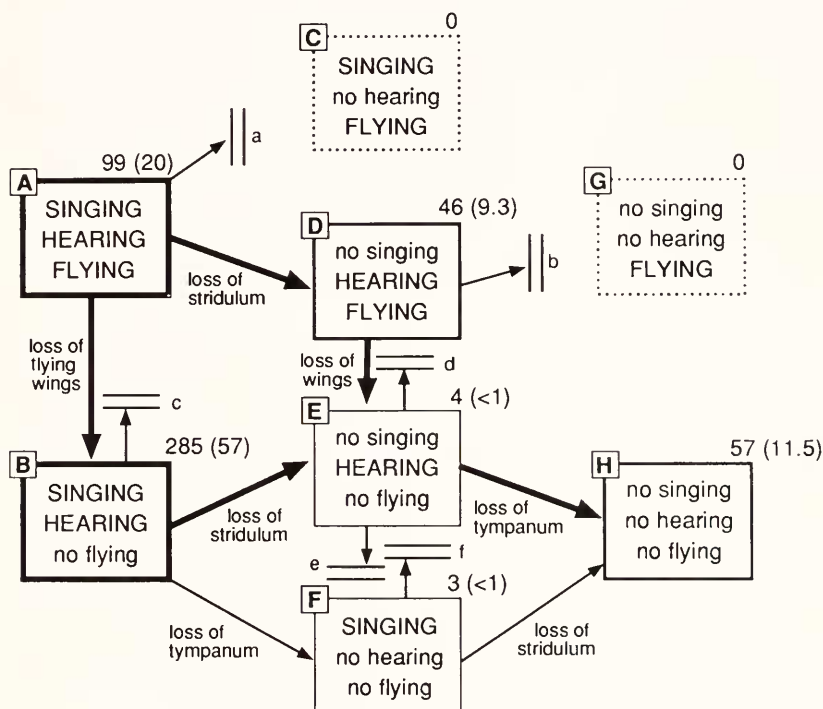 C
0
SINGING
no hearing
FLYING
a
A
99 (20)
SINGING
HEARING
FLYING
loss of
stridulum
D
46 (9.3)
no singing
HEARING
FLYING
b
G
0
no singing
no hearing
FLYING
loss of
flying
wings
c
loss of
wings
d
B
285 (57)
SINGING
HEARING
no flying
loss of
stridulum
E
4 (<1)
no singing
HEARING
no flying
loss of
tympanum
H
57 (11.5)
no singing
no hearing
no flying
e
f
loss of
tympanum
F
3 (<1)
SINGING
no hearing
no flying
loss of
stridulum